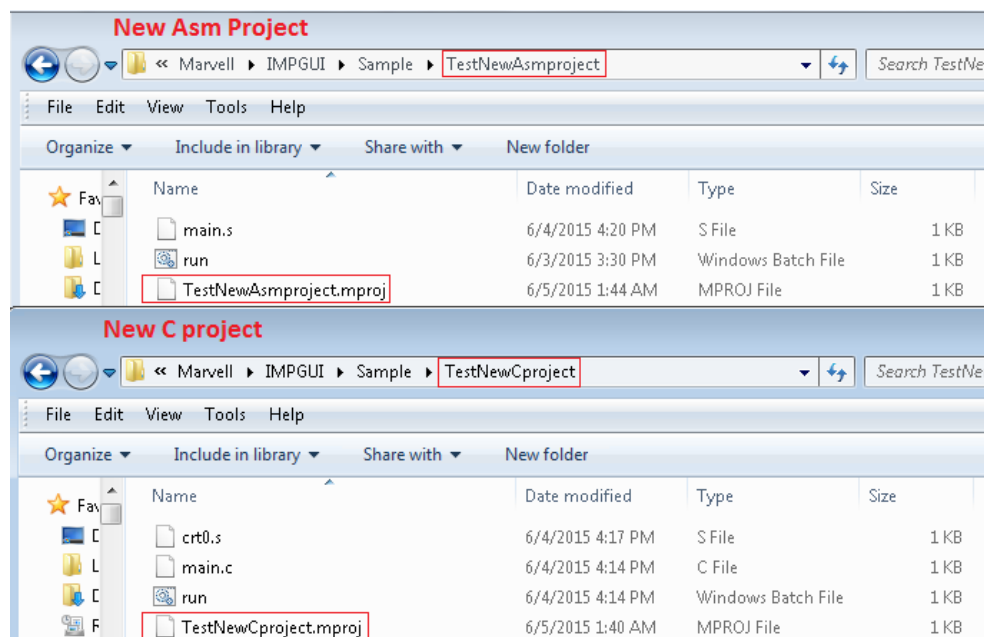 New Asm Project
« Marvell IMPGUI Sample TestNewAsmproject Search TestNe
File Edit View Tools Help
Organize Include in library Share with New folder
Name Date modified Type Size
Fav
main.s 6/4/2015 4:20 PM S File 1 KB
run 6/3/2015 3:30 PM Windows Batch File 1 KB
TestNewAsmproject.mproj 6/5/2015 1:44 AM MPROJ File 1 KB
New C project
« Marvell IMPGUI Sample TestNewCproject Search TestNe
File Edit View Tools Help
Organize Include in library Share with New folder
Name Date modified Type Size
Fav
crt0.s 6/4/2015 4:17 PM S File 1 KB
main.c 6/4/2015 4:14 PM C File 1 KB
run 6/4/2015 4:14 PM Windows Batch File 1 KB
TestNewCproject.mproj 6/5/2015 1:40 AM MPROJ File 1 KB